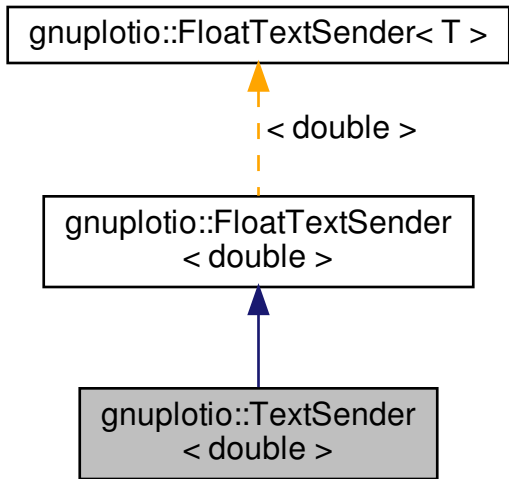 gnuplotio::FloatTextSender< T >
< double >
gnuplotio::FloatTextSender
< double >
gnuplotio::TextSender
< double >